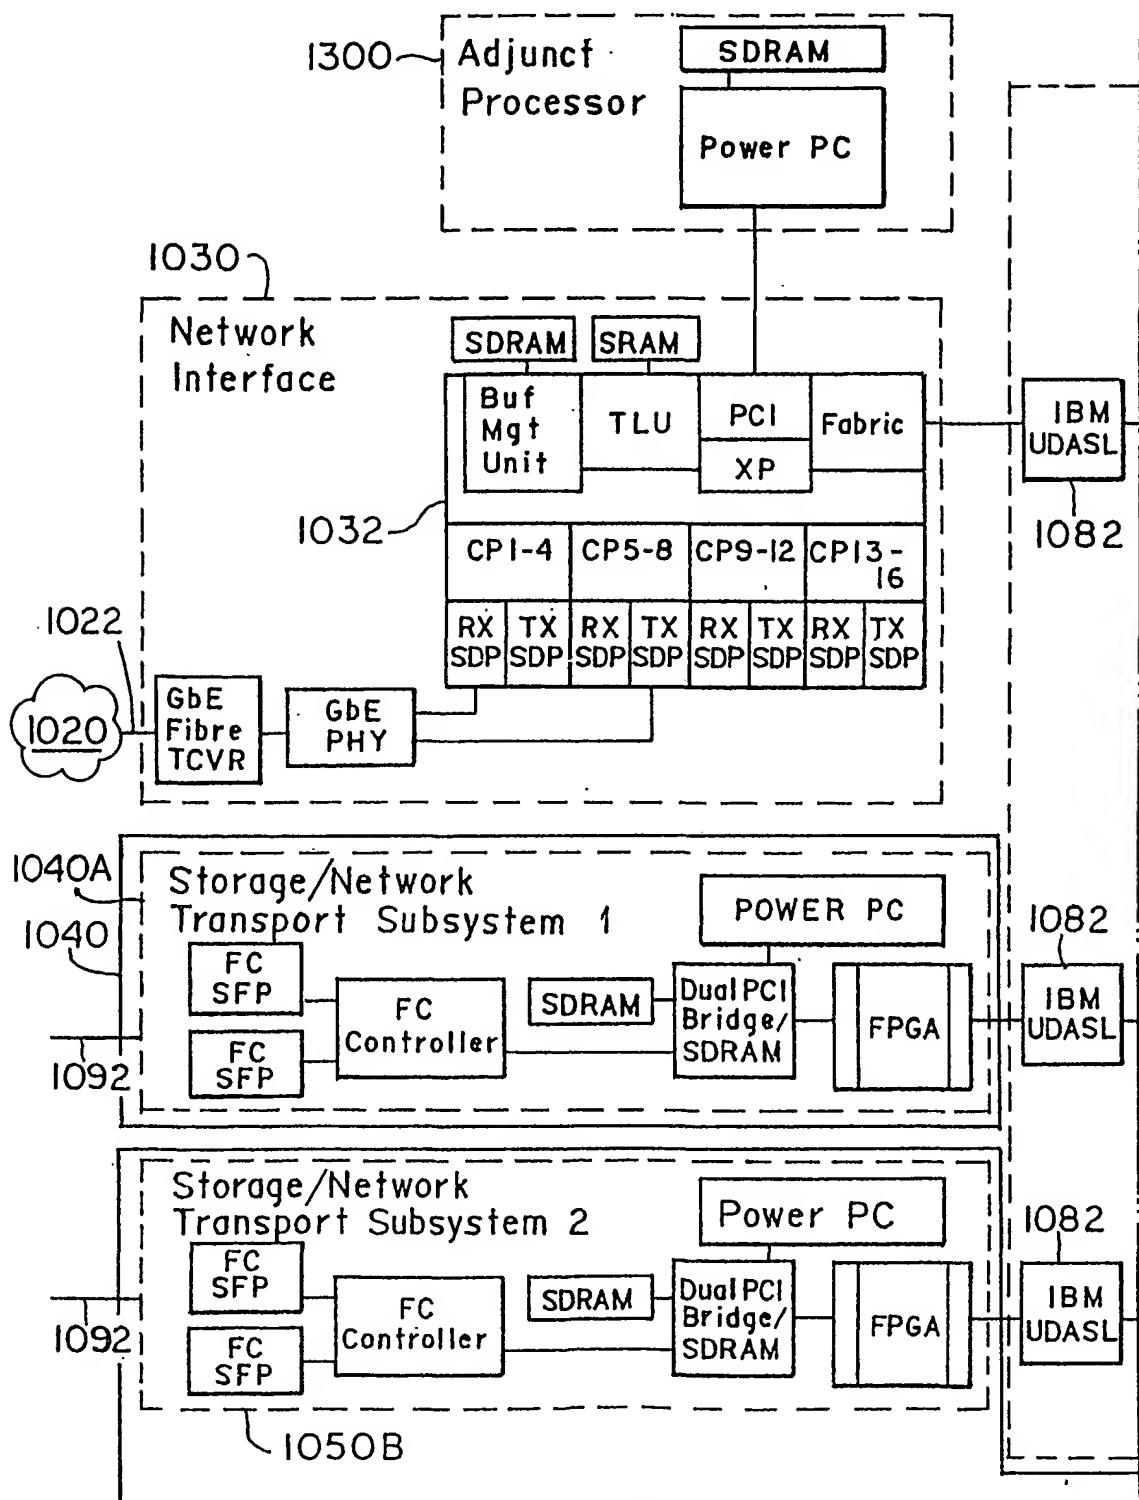 1300
Adjunct
Processor
SDRAM
Power PC
1030
Network
Interface
SDRAM
SRAM
Buf
Mgt
Unit
TLU
PCI
XP
Fabric
IBM
UDASL
1082
1032
CP1-4
CP5-8
CP9-12
CP13-
16
RX
SDP
TX
SDP
RX
SDP
TX
SDP
RX
SDP
TX
SDP
RX
SDP
TX
SDP
1022
1020
GbE
Fibre
TCVR
GbE
PHY
1040A
1040
Storage/Network
Transport Subsystem 1
POWER PC
FC
SFP
FC
SFP
FC
Controller
SDRAM
Dual PCI
Bridge/
SDRAM
FPGA
1082
IBM
UDASL
1092
Storage/Network
Transport Subsystem 2
Power PC
FC
SFP
FC
SFP
FC
Controller
SDRAM
Dual PCI
Bridge/
SDRAM
FPGA
1082
IBM
UDASL
1092
1050B